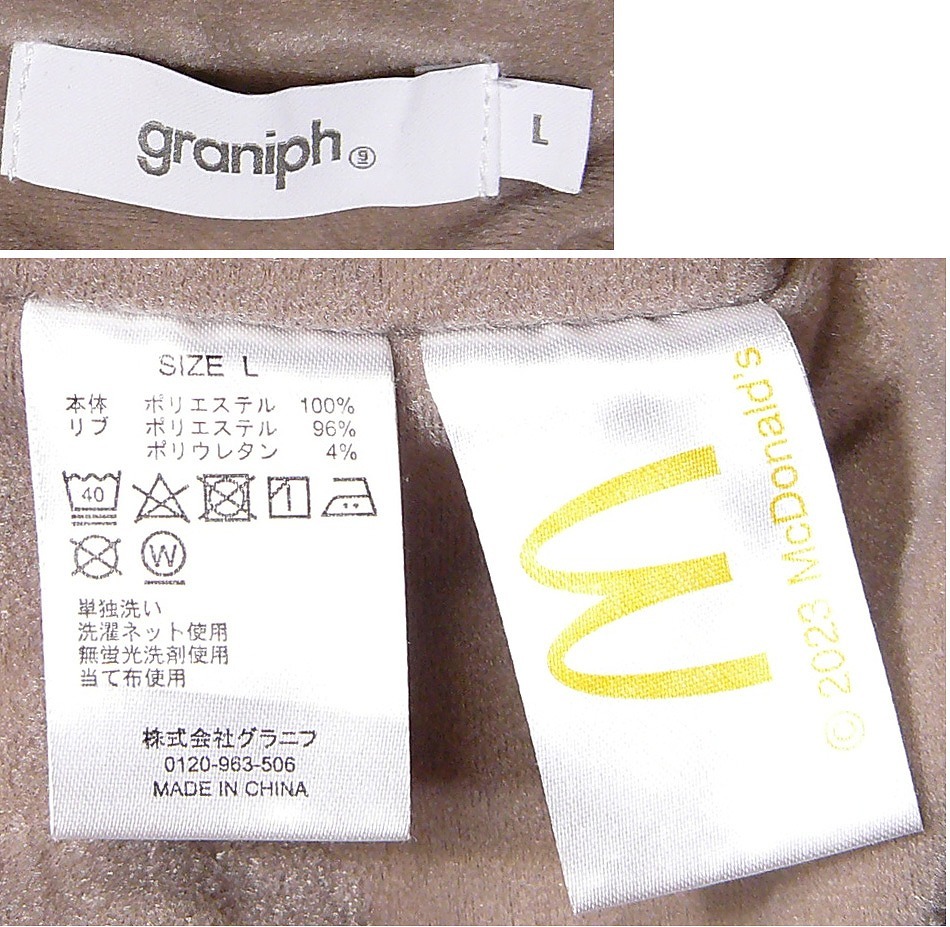 graniph g
L
SIZE L
本体 ポリエステル 100%
リブ ポリエステル 96%
ポリウレタン 4%
40
W
単独洗い
洗濯ネット使用
無蛍光洗剤使用
当て布使用
株式会社グラニフ
0120-963-506
MADE IN CHINA
© 2023 McDonald's